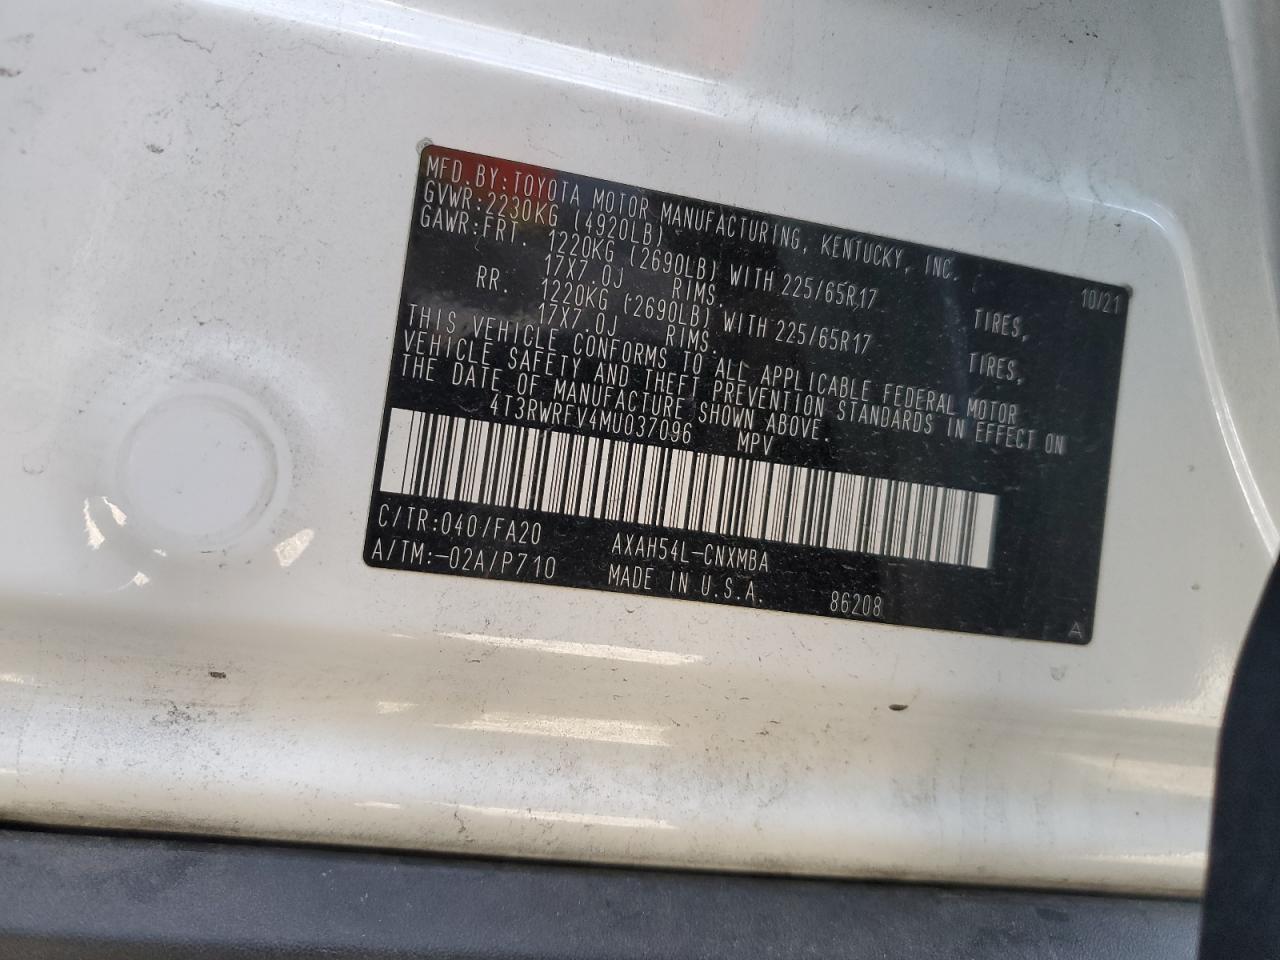 MFD. BY: TOYOTA MOTOR MANUFACTURING, KENTUCKY, INC. 10/21
GVWR: 2230KG (4920LB)
GAWR: FRT. 1220KG (2690LB) WITH 225/65R17 TIRES,
17X7.0J RIMS.
RR. 1220KG (2690LB) WITH 225/65R17 TIRES,
17X7.0J RIMS.
THIS VEHICLE CONFORMS TO ALL APPLICABLE FEDERAL MOTOR
VEHICLE SAFETY AND THEFT PREVENTION STANDARDS IN EFFECT ON
THE DATE OF MANUFACTURE SHOWN ABOVE.
4T3RWRFV4MU037096 MPV
C/TR: 040 /FA20 AXAH54L-CNXMBA
A/TM: -02A/P710 MADE IN U.S.A. 86208
A